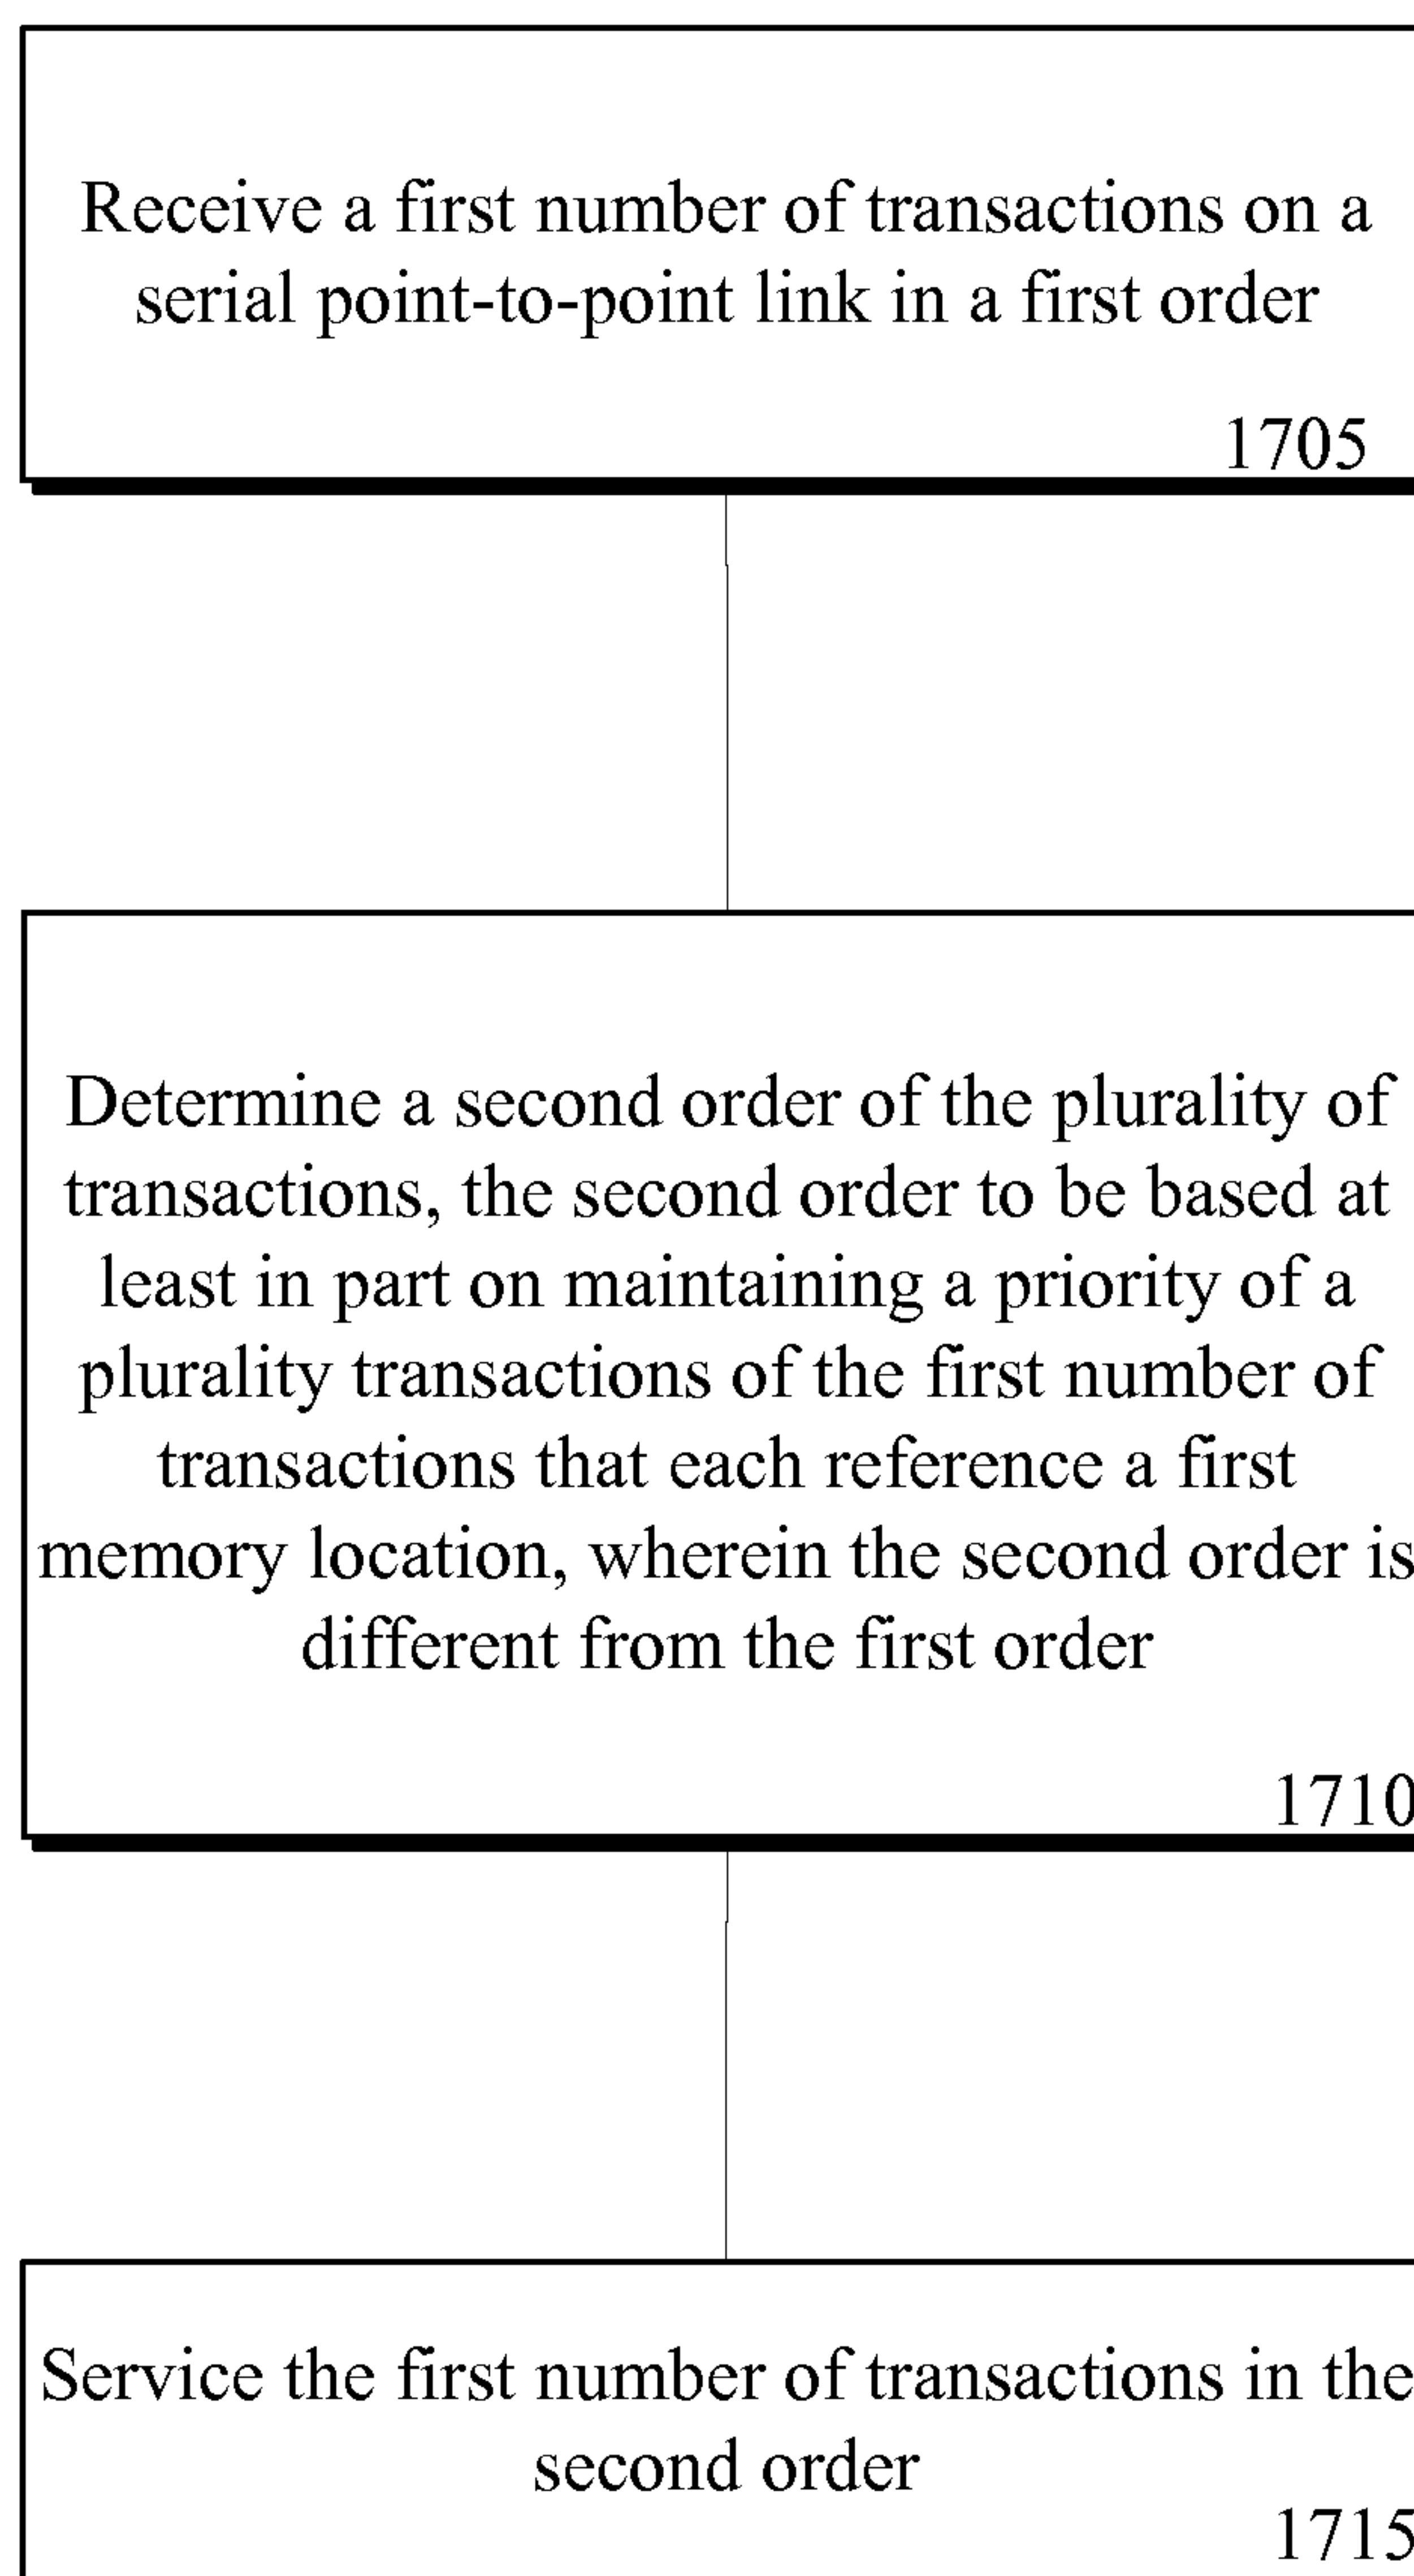 Receive a first number of transactions on a
serial point-to-point link in a first order
1705
Determine a second order of the plurality of
transactions, the second order to be based at
least in part on maintaining a priority of a
plurality transactions of the first number of
transactions that each reference a first
memory location, wherein the second order is
different from the first order
1710
Service the first number of transactions in the
second order
1715